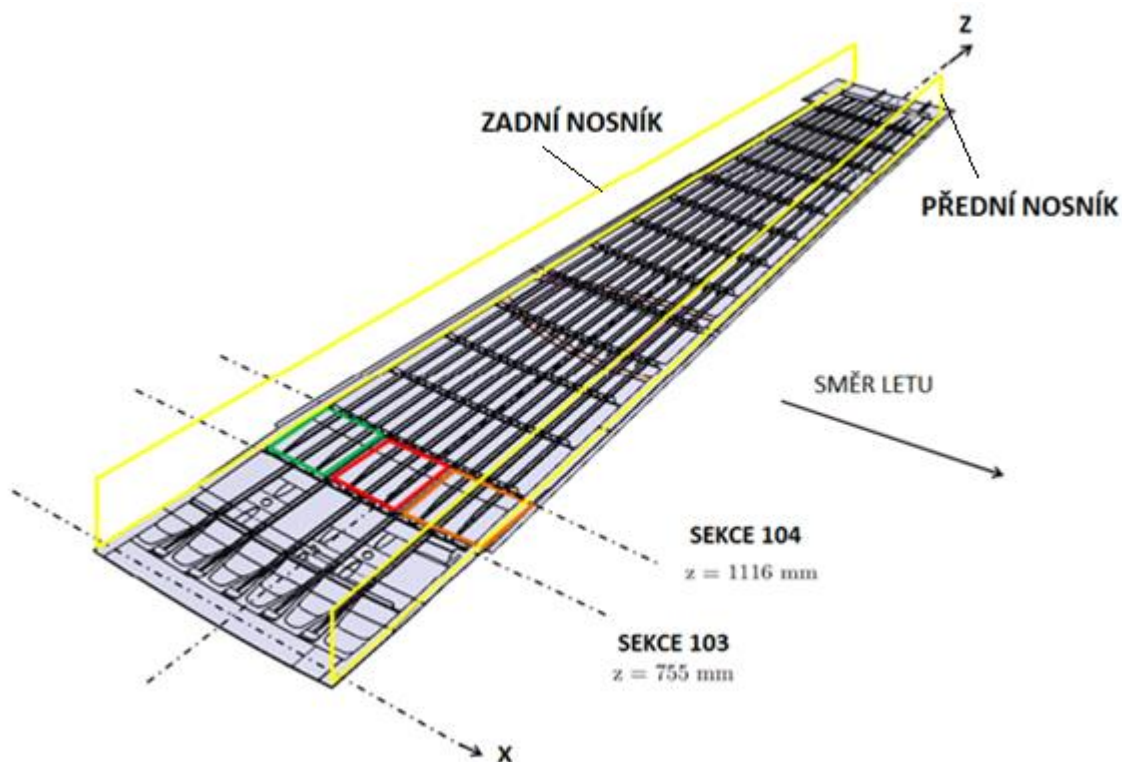 Z
ZADNÍ NOSNÍK
PŘEDNÍ NOSNÍK
SMĚR LETU
SEKCE 104
z = 1116 mm
SEKCE 103
z = 755 mm
X